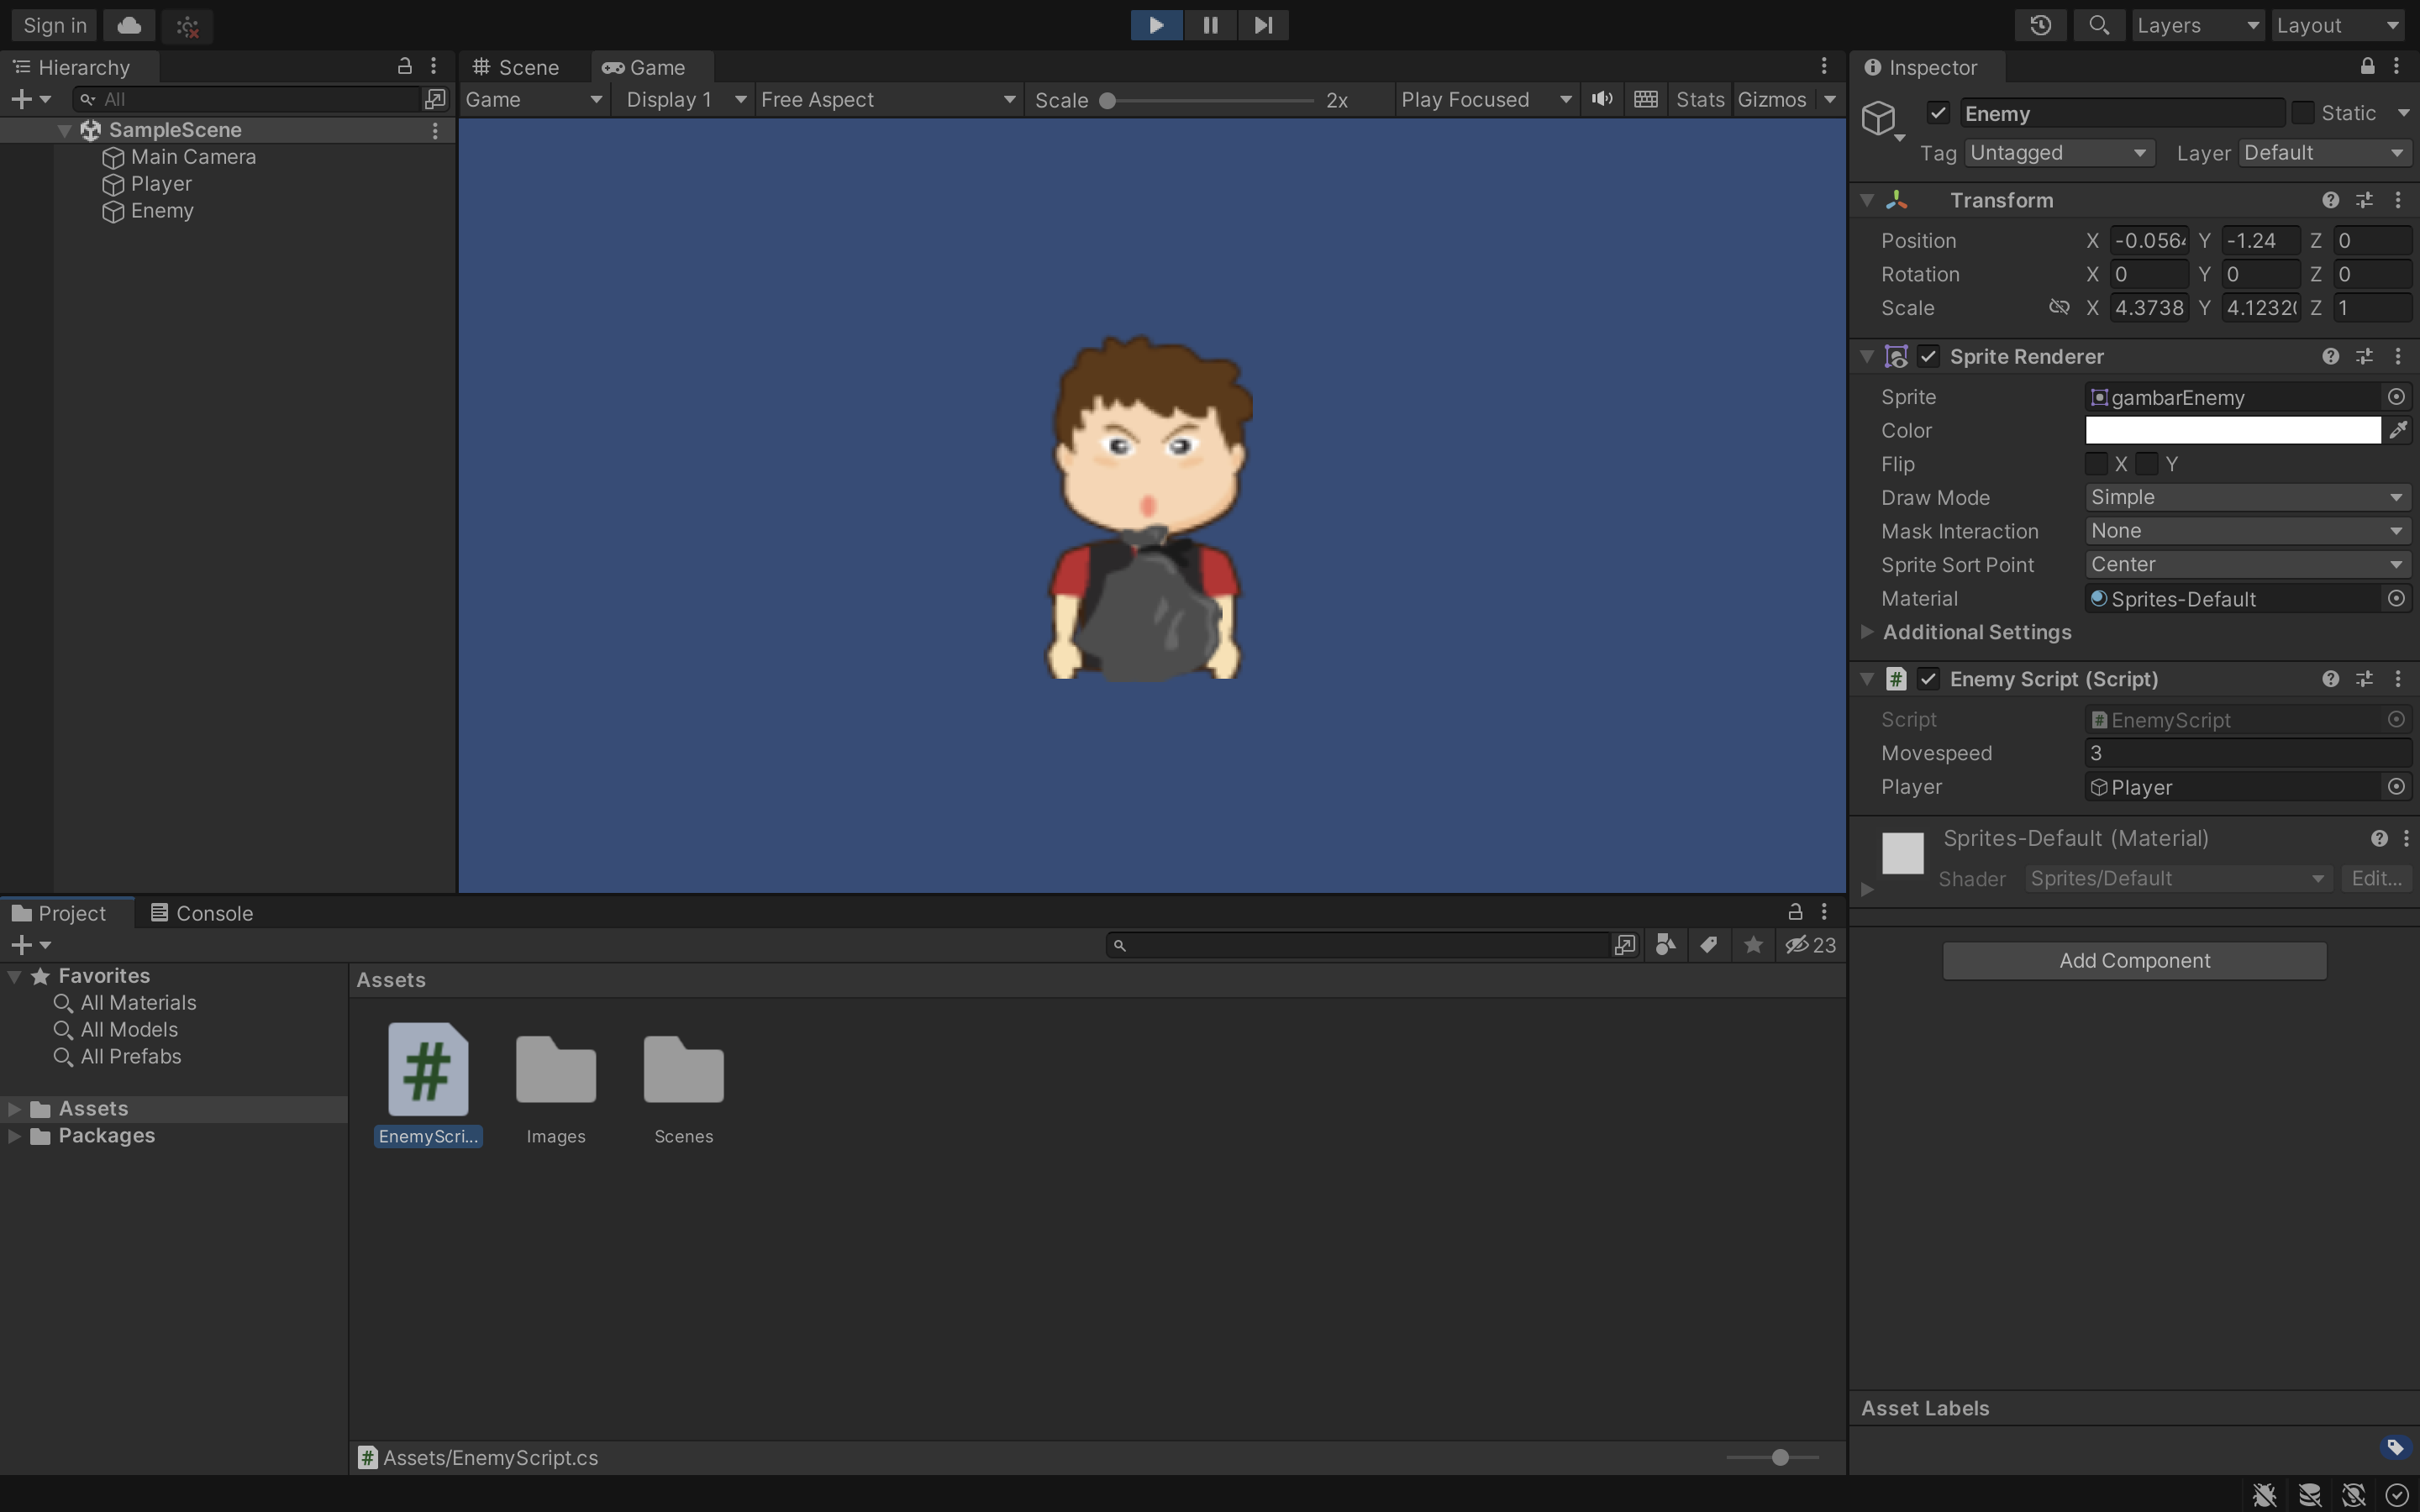 Sign in
Layers
Layout
Hierarchy
All
SampleScene
Main Camera
Player
Enemy
Scene
Game
Game
Display 1
Free Aspect
Scale
2x
Play Focused
Stats
Gizmos
Inspector
Enemy
Static
Tag
Untagged
Layer
Default
Transform
Position X -0.056 Y -1.24 Z 0
Rotation X 0 Y 0 Z 0
Scale X 4.3738 Y 4.1232 Z 1
Sprite Renderer
Sprite gambarEnemy
Color
Flip X Y
Draw Mode Simple
Mask Interaction None
Sprite Sort Point Center
Material Sprites-Default
Additional Settings
Enemy Script (Script)
Script EnemyScript
Movespeed 3
Player Player
Sprites-Default (Material)
Shader Sprites/Default Edit...
Add Component
Asset Labels
Project
Console
23
Favorites
All Materials
All Models
All Prefabs
Assets
Packages
Assets
EnemyScri...
Images
Scenes
Assets/EnemyScript.cs